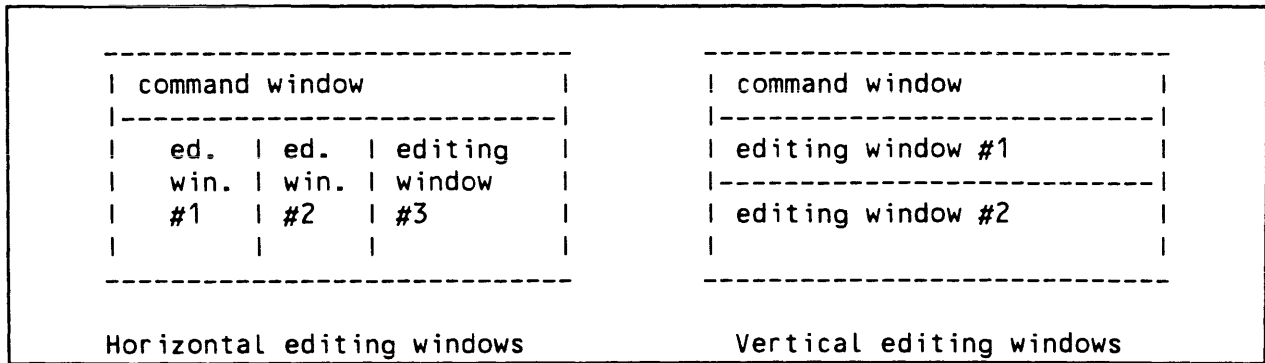 command window
ed. ed. editing
win. win. window
#1 #2 #3
Horizontal editing windows
command window
editing window #1
editing window #2
Vertical editing windows